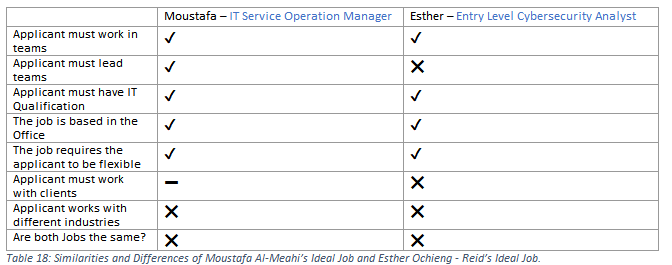 Moustafa – IT Service Operation Manager Esther – Entry Level Cybersecurity Analyst
Applicant must work in teams ✓ ✓
Applicant must lead teams ✓ ✕
Applicant must have IT Qualification ✓ ✓
The job is based in the Office ✓ ✓
The job requires the applicant to be flexible ✓ ✓
Applicant must work with clients – ✕
Applicant works with different industries ✕ ✕
Are both Jobs the same? ✕ ✕
Table 18: Similarities and Differences of Moustafa Al-Meahi's Ideal Job and Esther Ochieng - Reid's Ideal Job.